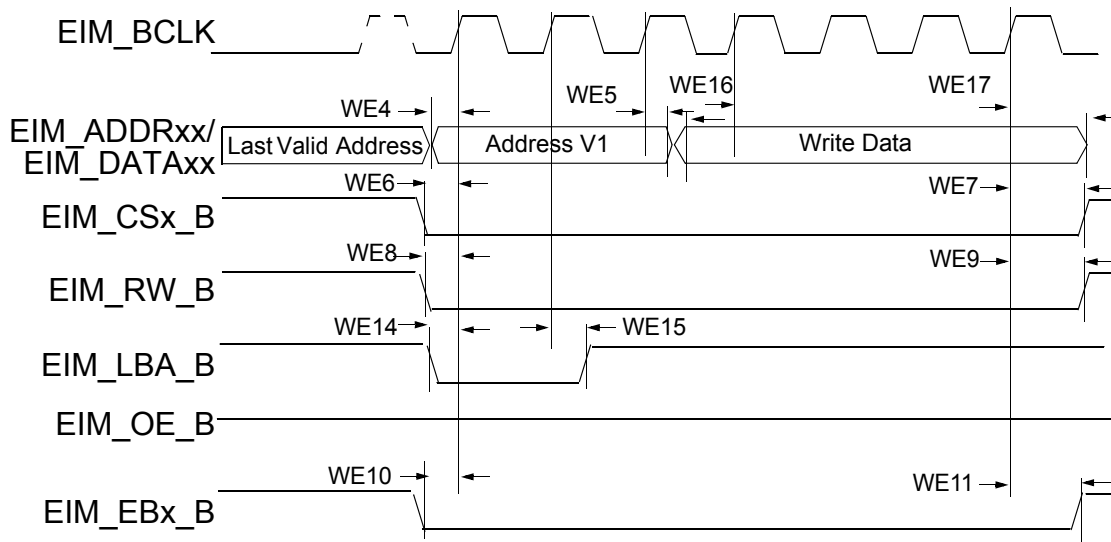 EIM_BCLK
WE4
WE5
WE16
WE17
EIM_ADDRxx/
EIM_DATAxx
Last Valid Address
Address V1
Write Data
WE6
WE7
EIM_CSx_B
WE8
WE9
EIM_RW_B
WE14
WE15
EIM_LBA_B
EIM_OE_B
WE10
WE11
EIM_EBx_B